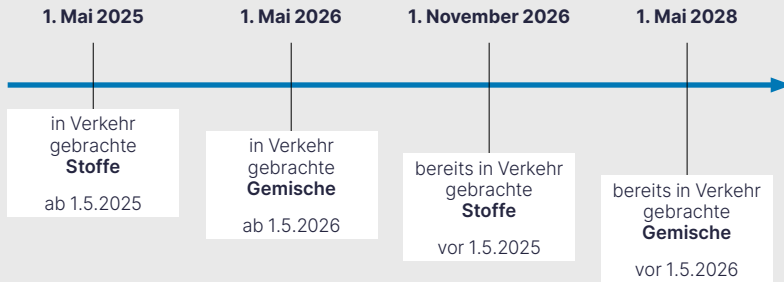 1. Mai 2025
1. Mai 2026
1. November 2026
1. Mai 2028
in Verkehr
gebrachte
Stoffe
ab 1.5.2025
in Verkehr
gebrachte
Gemische
ab 1.5.2026
bereits in Verkehr
gebrachte
Stoffe
vor 1.5.2025
bereits in Verkehr
gebrachte
Gemische
vor 1.5.2026